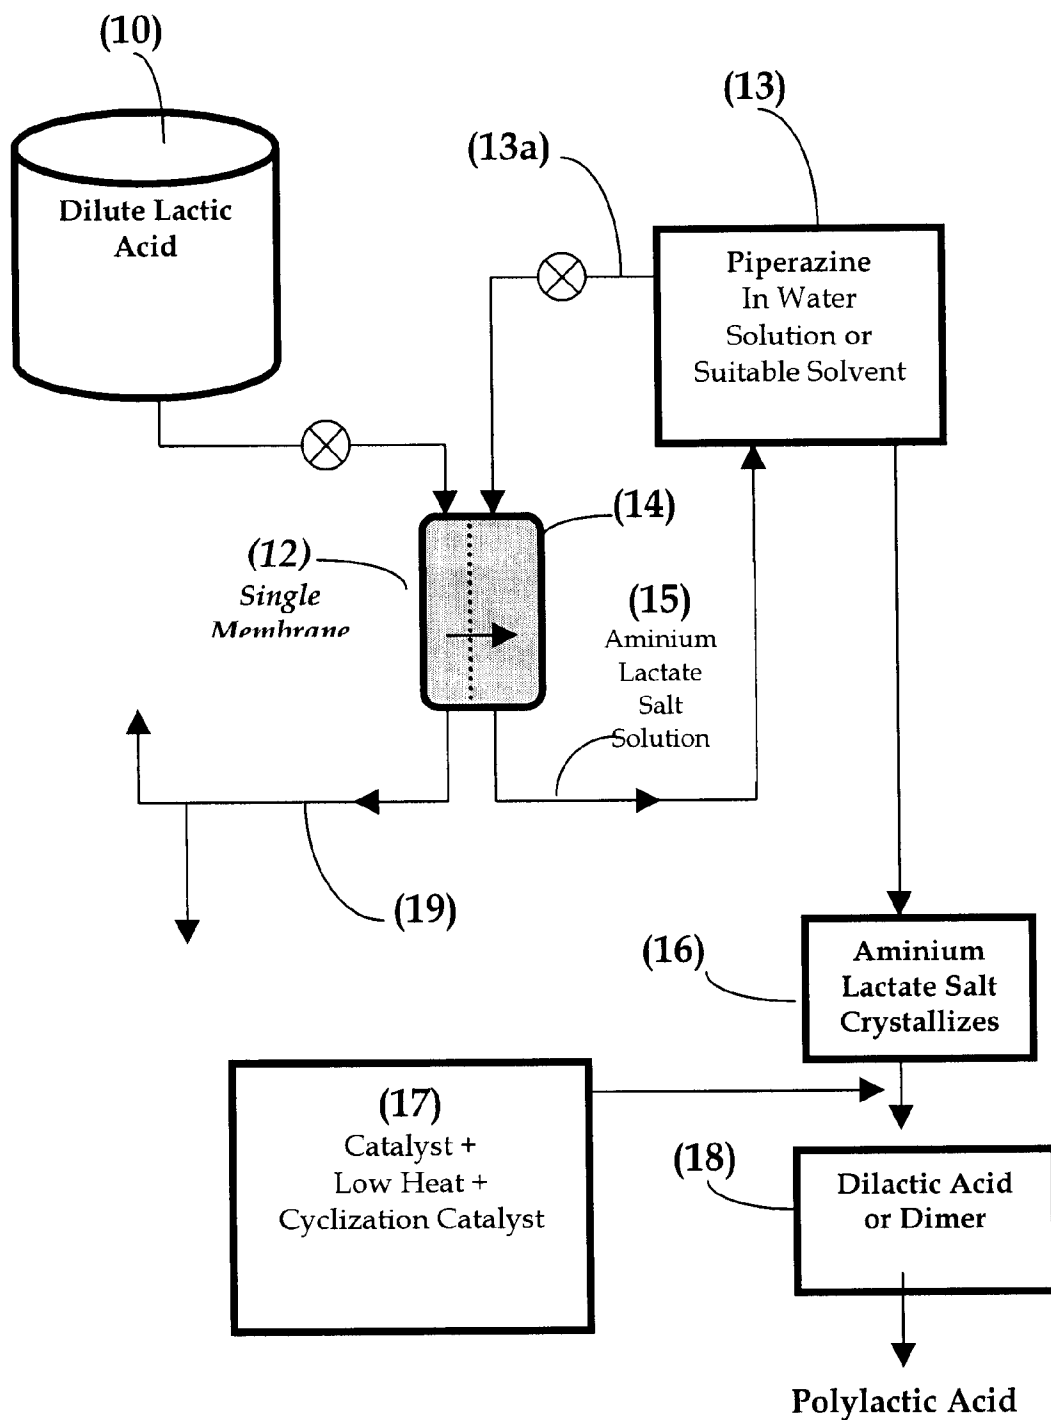 (10)
Dilute Lactic
Acid
(13)
(13a)
Piperazine
In Water
Solution or
Suitable Solvent
(14)
(12)
Single
Membrane
(15)
Aminium
Lactate
Salt
Solution
(19)
(16)
Aminium
Lactate Salt
Crystallizes
(17)
Catalyst +
Low Heat +
Cyclization Catalyst
(18)
Dilactic Acid
or Dimer
Polylactic Acid